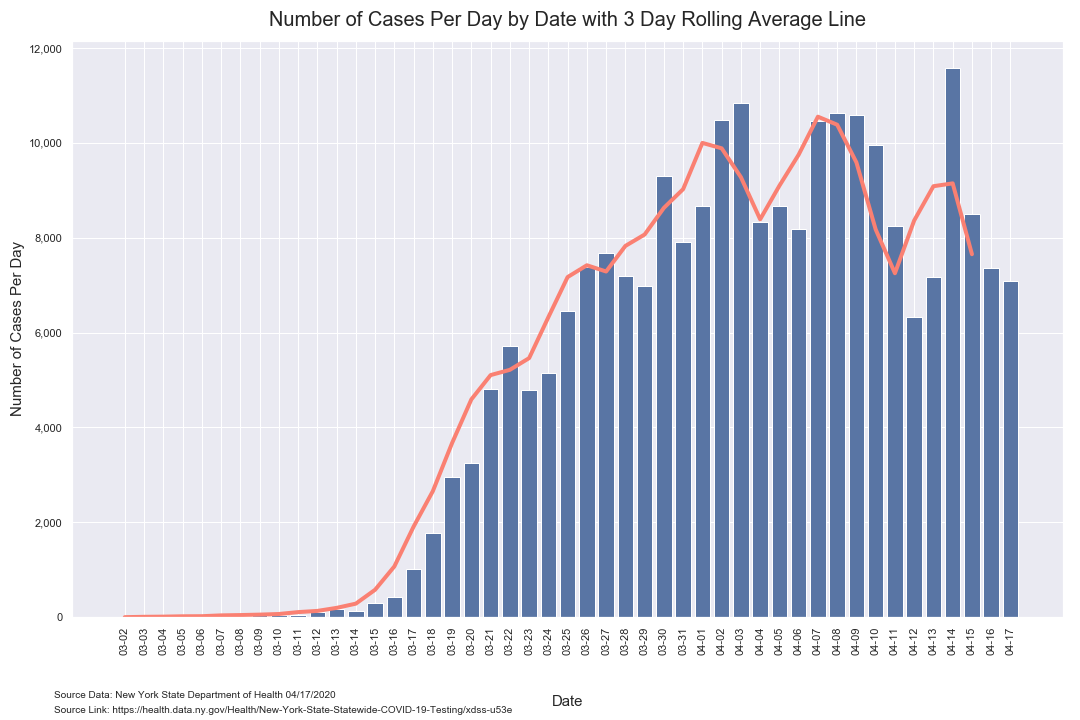 Number of Cases Per Day by Date with 3 Day Rolling Average Line
Number of Cases Per Day
12,000
10,000
8,000
6,000
4,000
2,000
0
03-02 03-03 03-04 03-05 03-06 03-07 03-08 03-09 03-10 03-11 03-12 03-13 03-14 03-15 03-16 03-17 03-18 03-19 03-20 03-21 03-22 03-23 03-24 03-25 03-26 03-27 03-28 03-29 03-30 03-31 04-01 04-02 04-03 04-04 04-05 04-06 04-07 04-08 04-09 04-10 04-11 04-12 04-13 04-14 04-15 04-16 04-17
Date
Source Data: New York State Department of Health 04/17/2020
Source Link: https://health.data.ny.gov/Health/New-York-State-Statewide-COVID-19-Testing/xdss-u53e